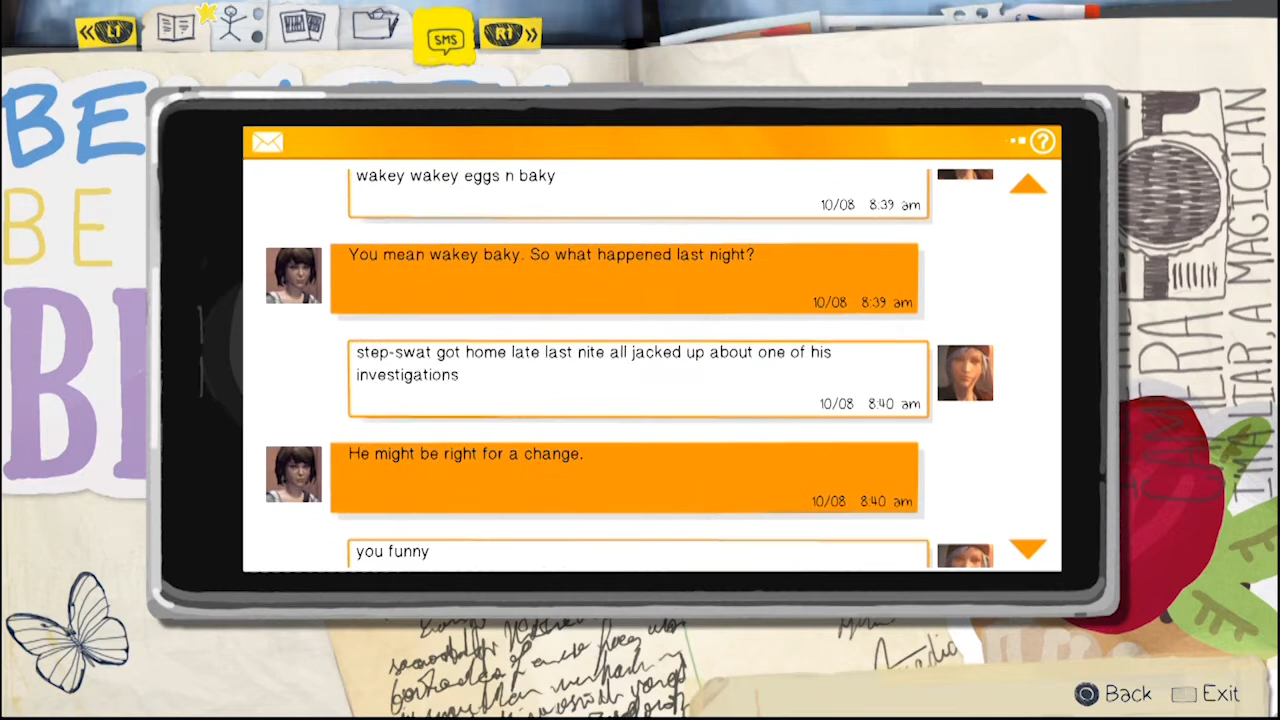 L1
SMS
R1
BE
BE
wakey wakey eggs n baky
10/08 8:39 am
You mean wakey baky. So what happened last night?
10/08 8:39 am
step-swat got home late last nite all jacked up about one of his
investigations
10/08 8:40 am
He might be right for a change.
10/08 8:40 am
you funny
CAMERA
I'M A LIAR, A MAGICIAN
Back Exit